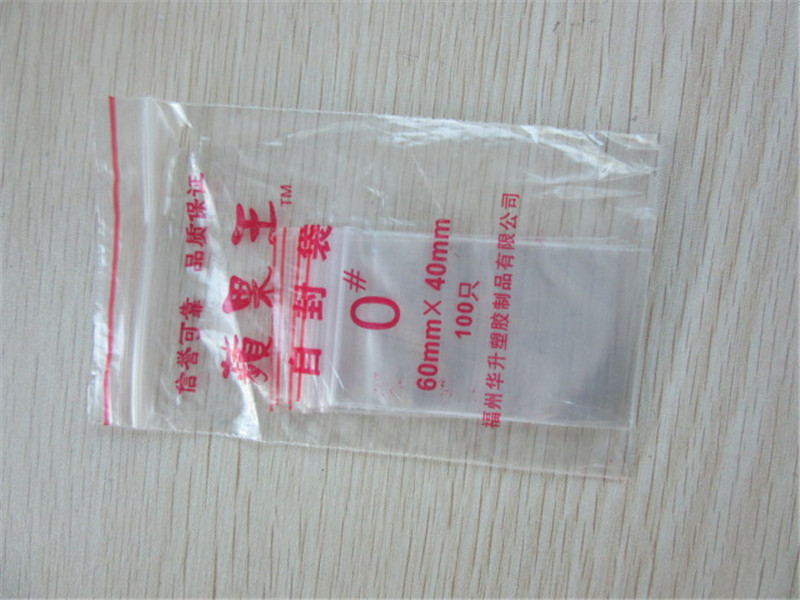 信誉可靠 品质保证
蘋果王™
自封袋
0#
60mm×40mm
100只
福州华升塑胶制品有限公司